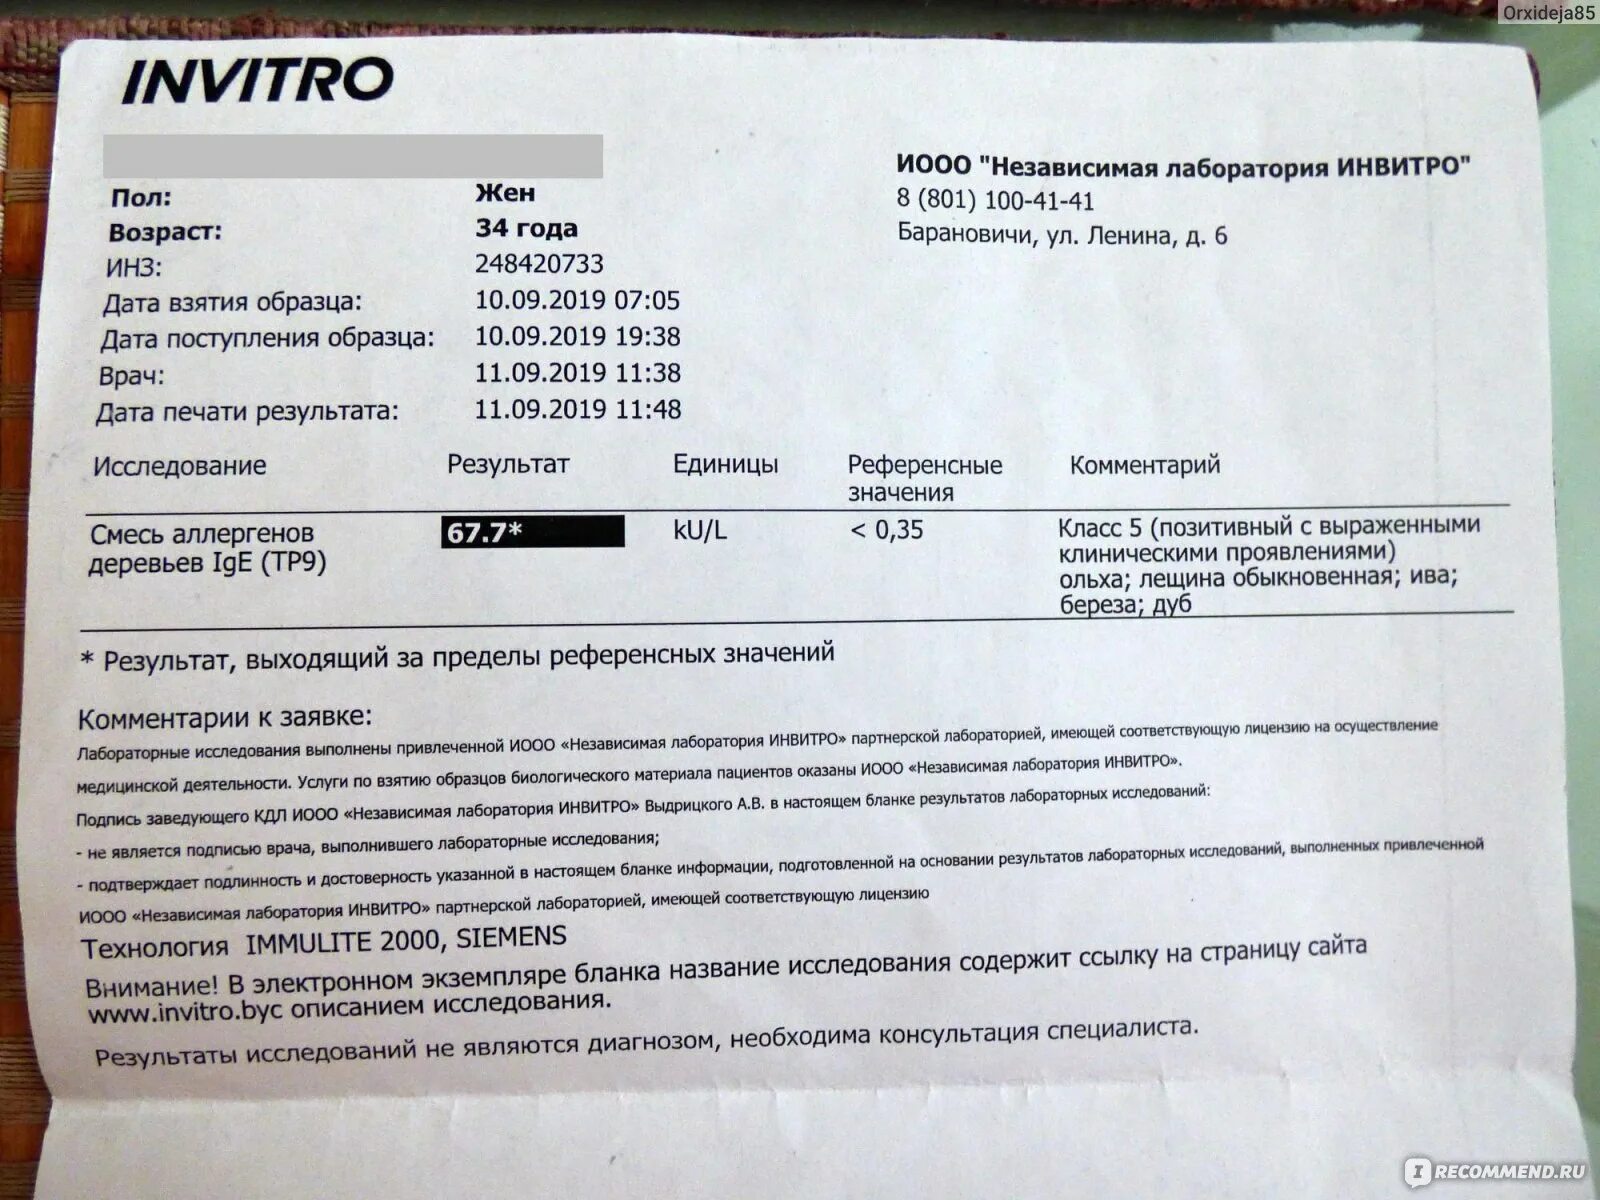 Orxideja85
INVITRO
ИООО "Независимая лаборатория ИНВИТРО"
8 (801) 100-41-41
Барановичи, ул. Ленина, д. 6
Пол: Жен
Возраст: 34 года
ИНЗ: 248420733
Дата взятия образца: 10.09.2019 07:05
Дата поступления образца: 10.09.2019 19:38
Врач: 11.09.2019 11:38
Дата печати результата: 11.09.2019 11:48
Исследование Результат Единицы Референсные Комментарий
значения
Смесь аллергенов 67.7* kU/L < 0,35 Класс 5 (позитивный с выраженными
деревьев IgE (TP9) клиническими проявлениями)
ольха; лещина обыкновенная; ива;
береза; дуб
* Результат, выходящий за пределы референсных значений
Комментарии к заявке:
Лабораторные исследования выполнены привлеченной ИООО «Независимая лаборатория ИНВИТРО» партнерской лабораторией, имеющей соответствующую лицензию на осуществление
медицинской деятельности. Услуги по взятию образцов биологического материала пациентов оказаны ИООО «Независимая лаборатория ИНВИТРО».
Подпись заведующего КДЛ ИООО «Независимая лаборатория ИНВИТРО» Выдрицкого А.В. в настоящем бланке результатов лабораторных исследований:
- не является подписью врача, выполнившего лабораторные исследования;
- подтверждает подлинность и достоверность указанной в настоящем бланке информации, подготовленной на основании результатов лабораторных исследований, выполненных привлеченной
ИООО «Независимая лаборатория ИНВИТРО» партнерской лабораторией, имеющей соответствующую лицензию
Технология IMMULITE 2000, SIEMENS
Внимание! В электронном экземпляре бланка название исследования содержит ссылку на страницу сайта
www.invitro.byс описанием исследования.
Результаты исследований не являются диагнозом, необходима консультация специалиста.
IRECOMMEND.RU